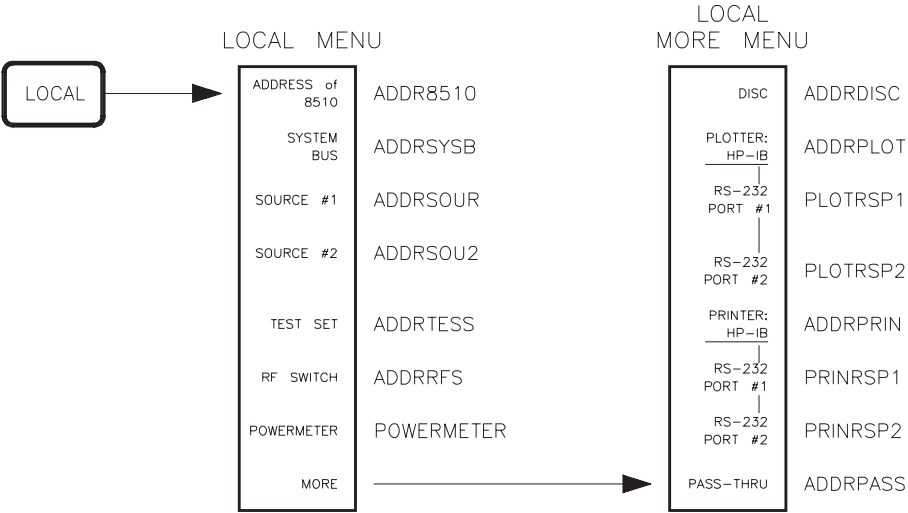 LOCAL
LOCAL MENU
ADDRESS of
8510
ADDR8510
SYSTEM
BUS
ADDRSYSB
SOURCE #1
ADDRSOUR
SOURCE #2
ADDRSOU2
TEST SET
ADDRTESS
RF SWITCH
ADDRRFS
POWERMETER
POWERMETER
MORE
LOCAL
MORE MENU
DISC
ADDRDISC
PLOTTER:
HP-IB
ADDRPLOT
RS-232
PORT #1
PLOTRSP1
RS-232
PORT #2
PLOTRSP2
PRINTER:
HP-IB
ADDRPRIN
RS-232
PORT #1
PRINRSP1
RS-232
PORT #2
PRINRSP2
PASS-THRU
ADDRPASS